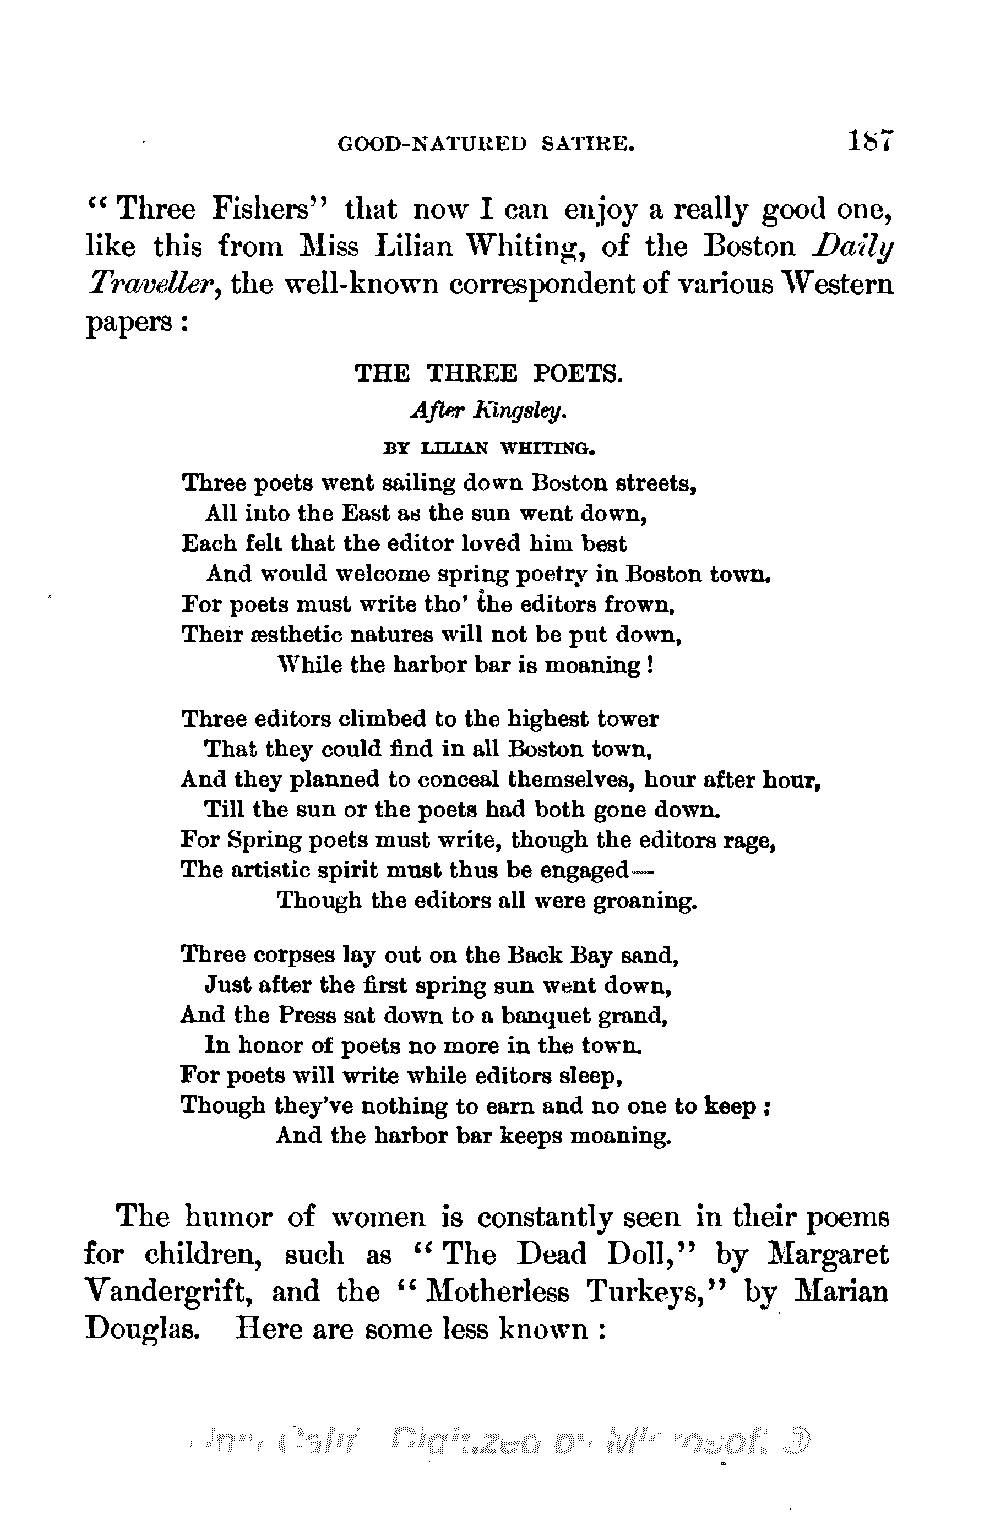 GOOD-NATURED SATIRE. 187
“Three Fishers” that now I can enjoy a really good one,
like this from Miss Lilian Whiting, of the Boston Daily
Traveller, the well-known correspondent of various Western
papers :
THE THREE POETS.
After Kingsley.
BY LILIAN WHITING.
Three poets went sailing down Boston streets,
All into the East as the sun went down,
Each felt that the editor loved him best
And would welcome spring poetry in Boston town.
For poets must write tho’ the editors frown,
Their æsthetic natures will not be put down,
While the harbor bar is moaning !
Three editors climbed to the highest tower
That they could find in all Boston town,
And they planned to conceal themselves, hour after hour,
Till the sun or the poets had both gone down.
For Spring poets must write, though the editors rage,
The artistic spirit must thus be engaged—
Though the editors all were groaning.
Three corpses lay out on the Back Bay sand,
Just after the first spring sun went down,
And the Press sat down to a banquet grand,
In honor of poets no more in the town.
For poets will write while editors sleep,
Though they’ve nothing to earn and no one to keep ;
And the harbor bar keeps moaning.
The humor of women is constantly seen in their poems
for children, such as “The Dead Doll,” by Margaret
Vandergrift, and the “Motherless Turkeys,” by Marian
Douglas. Here are some less known :
Univ Calif - Digitized by Microsoft ®